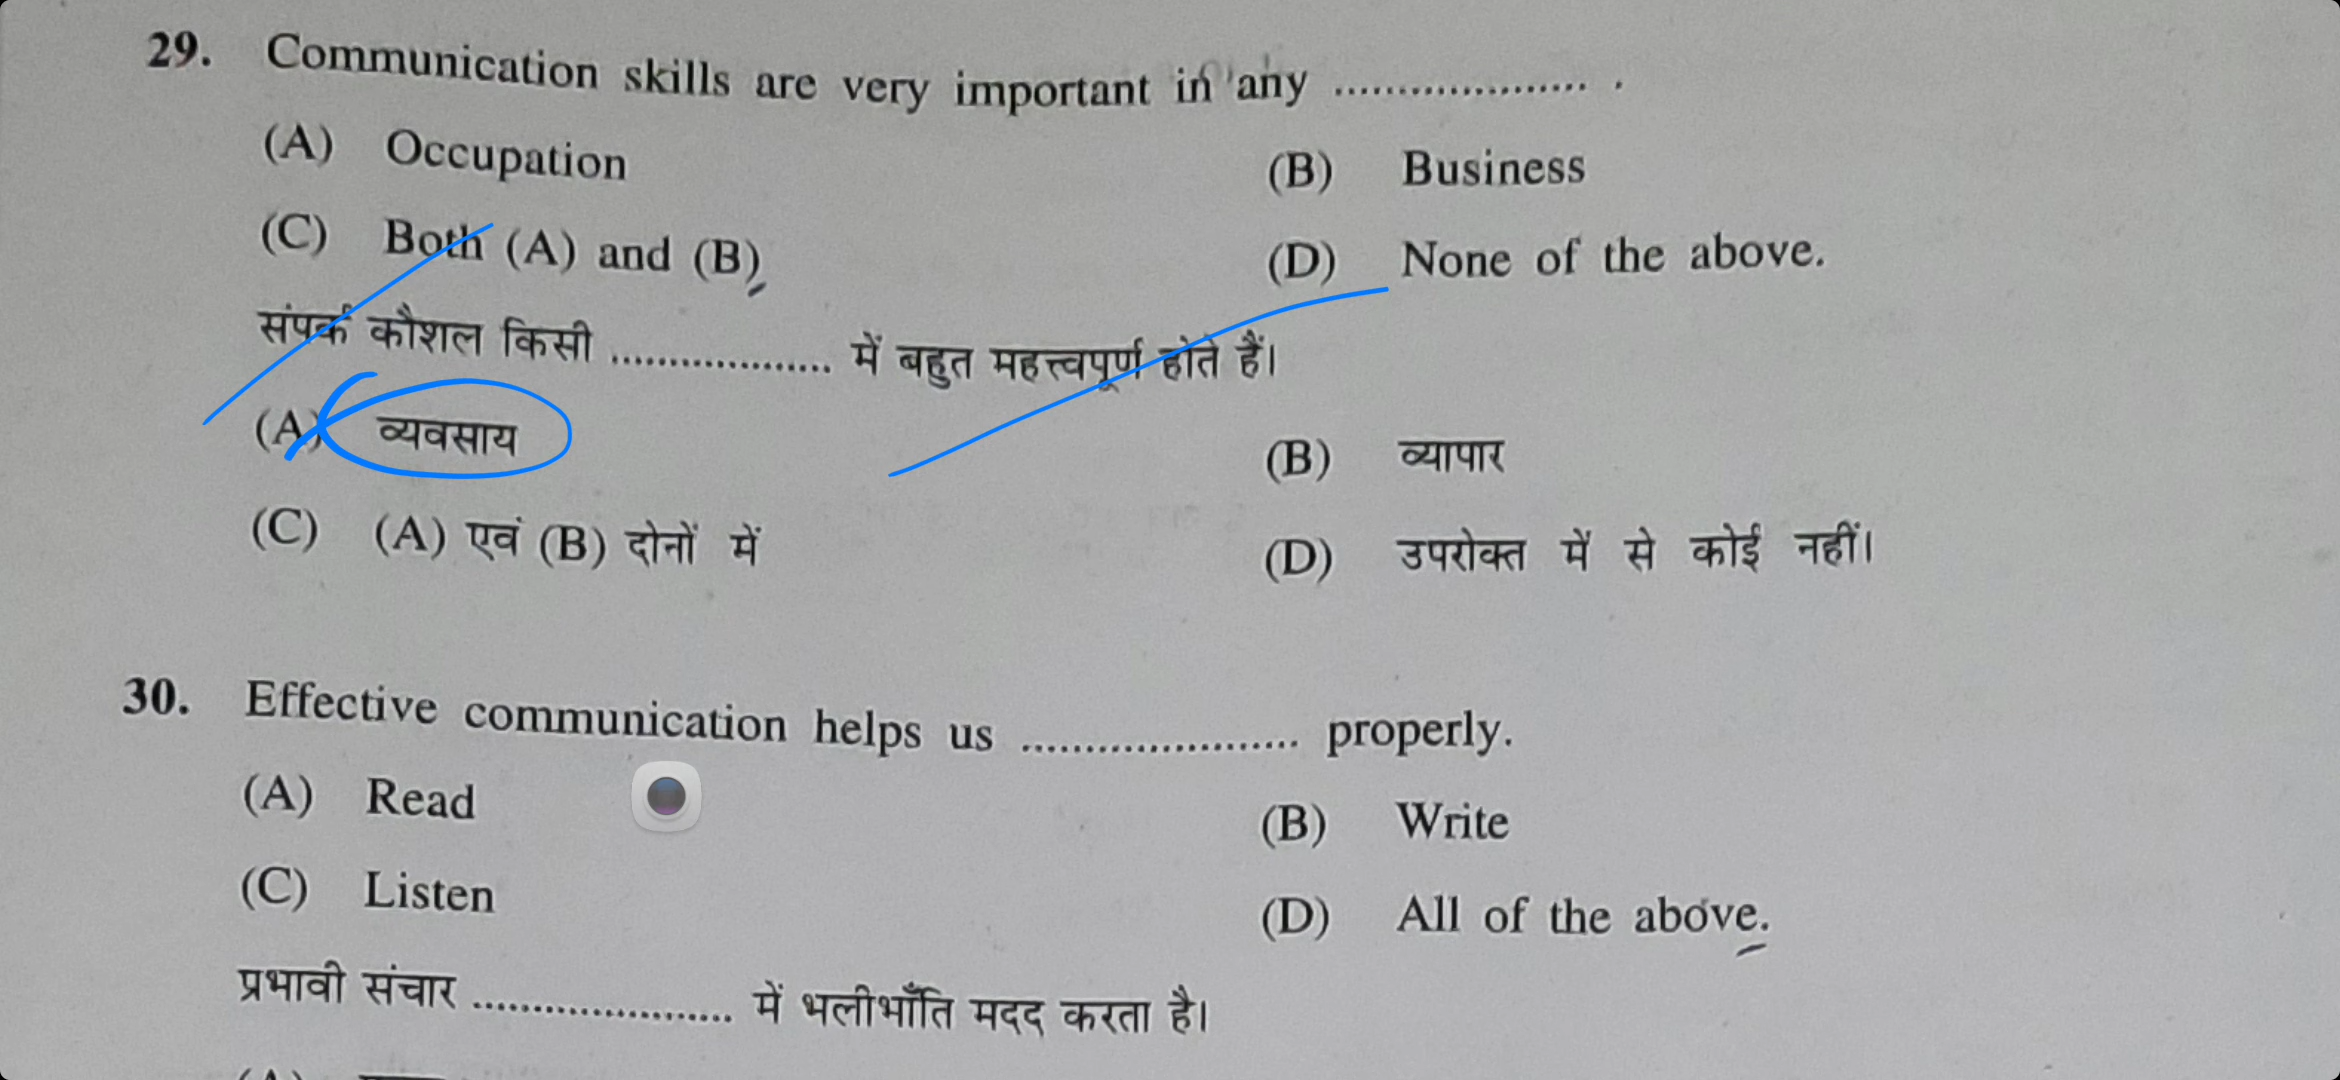 29. Communication skills are very important in any .................... .
(A) Occupation (B) Business
(C) Both (A) and (B) (D) None of the above.
संपर्क कौशल किसी .................. में बहुत महत्त्वपूर्ण होते हैं।
(A) व्यवसाय (B) व्यापार
(C) (A) एवं (B) दोनों में (D) उपरोक्त में से कोई नहीं।
30. Effective communication helps us ...................... properly.
(A) Read (B) Write
(C) Listen (D) All of the above.
प्रभावी संचार ..................... में भलीभाँति मदद करता है।
(A)